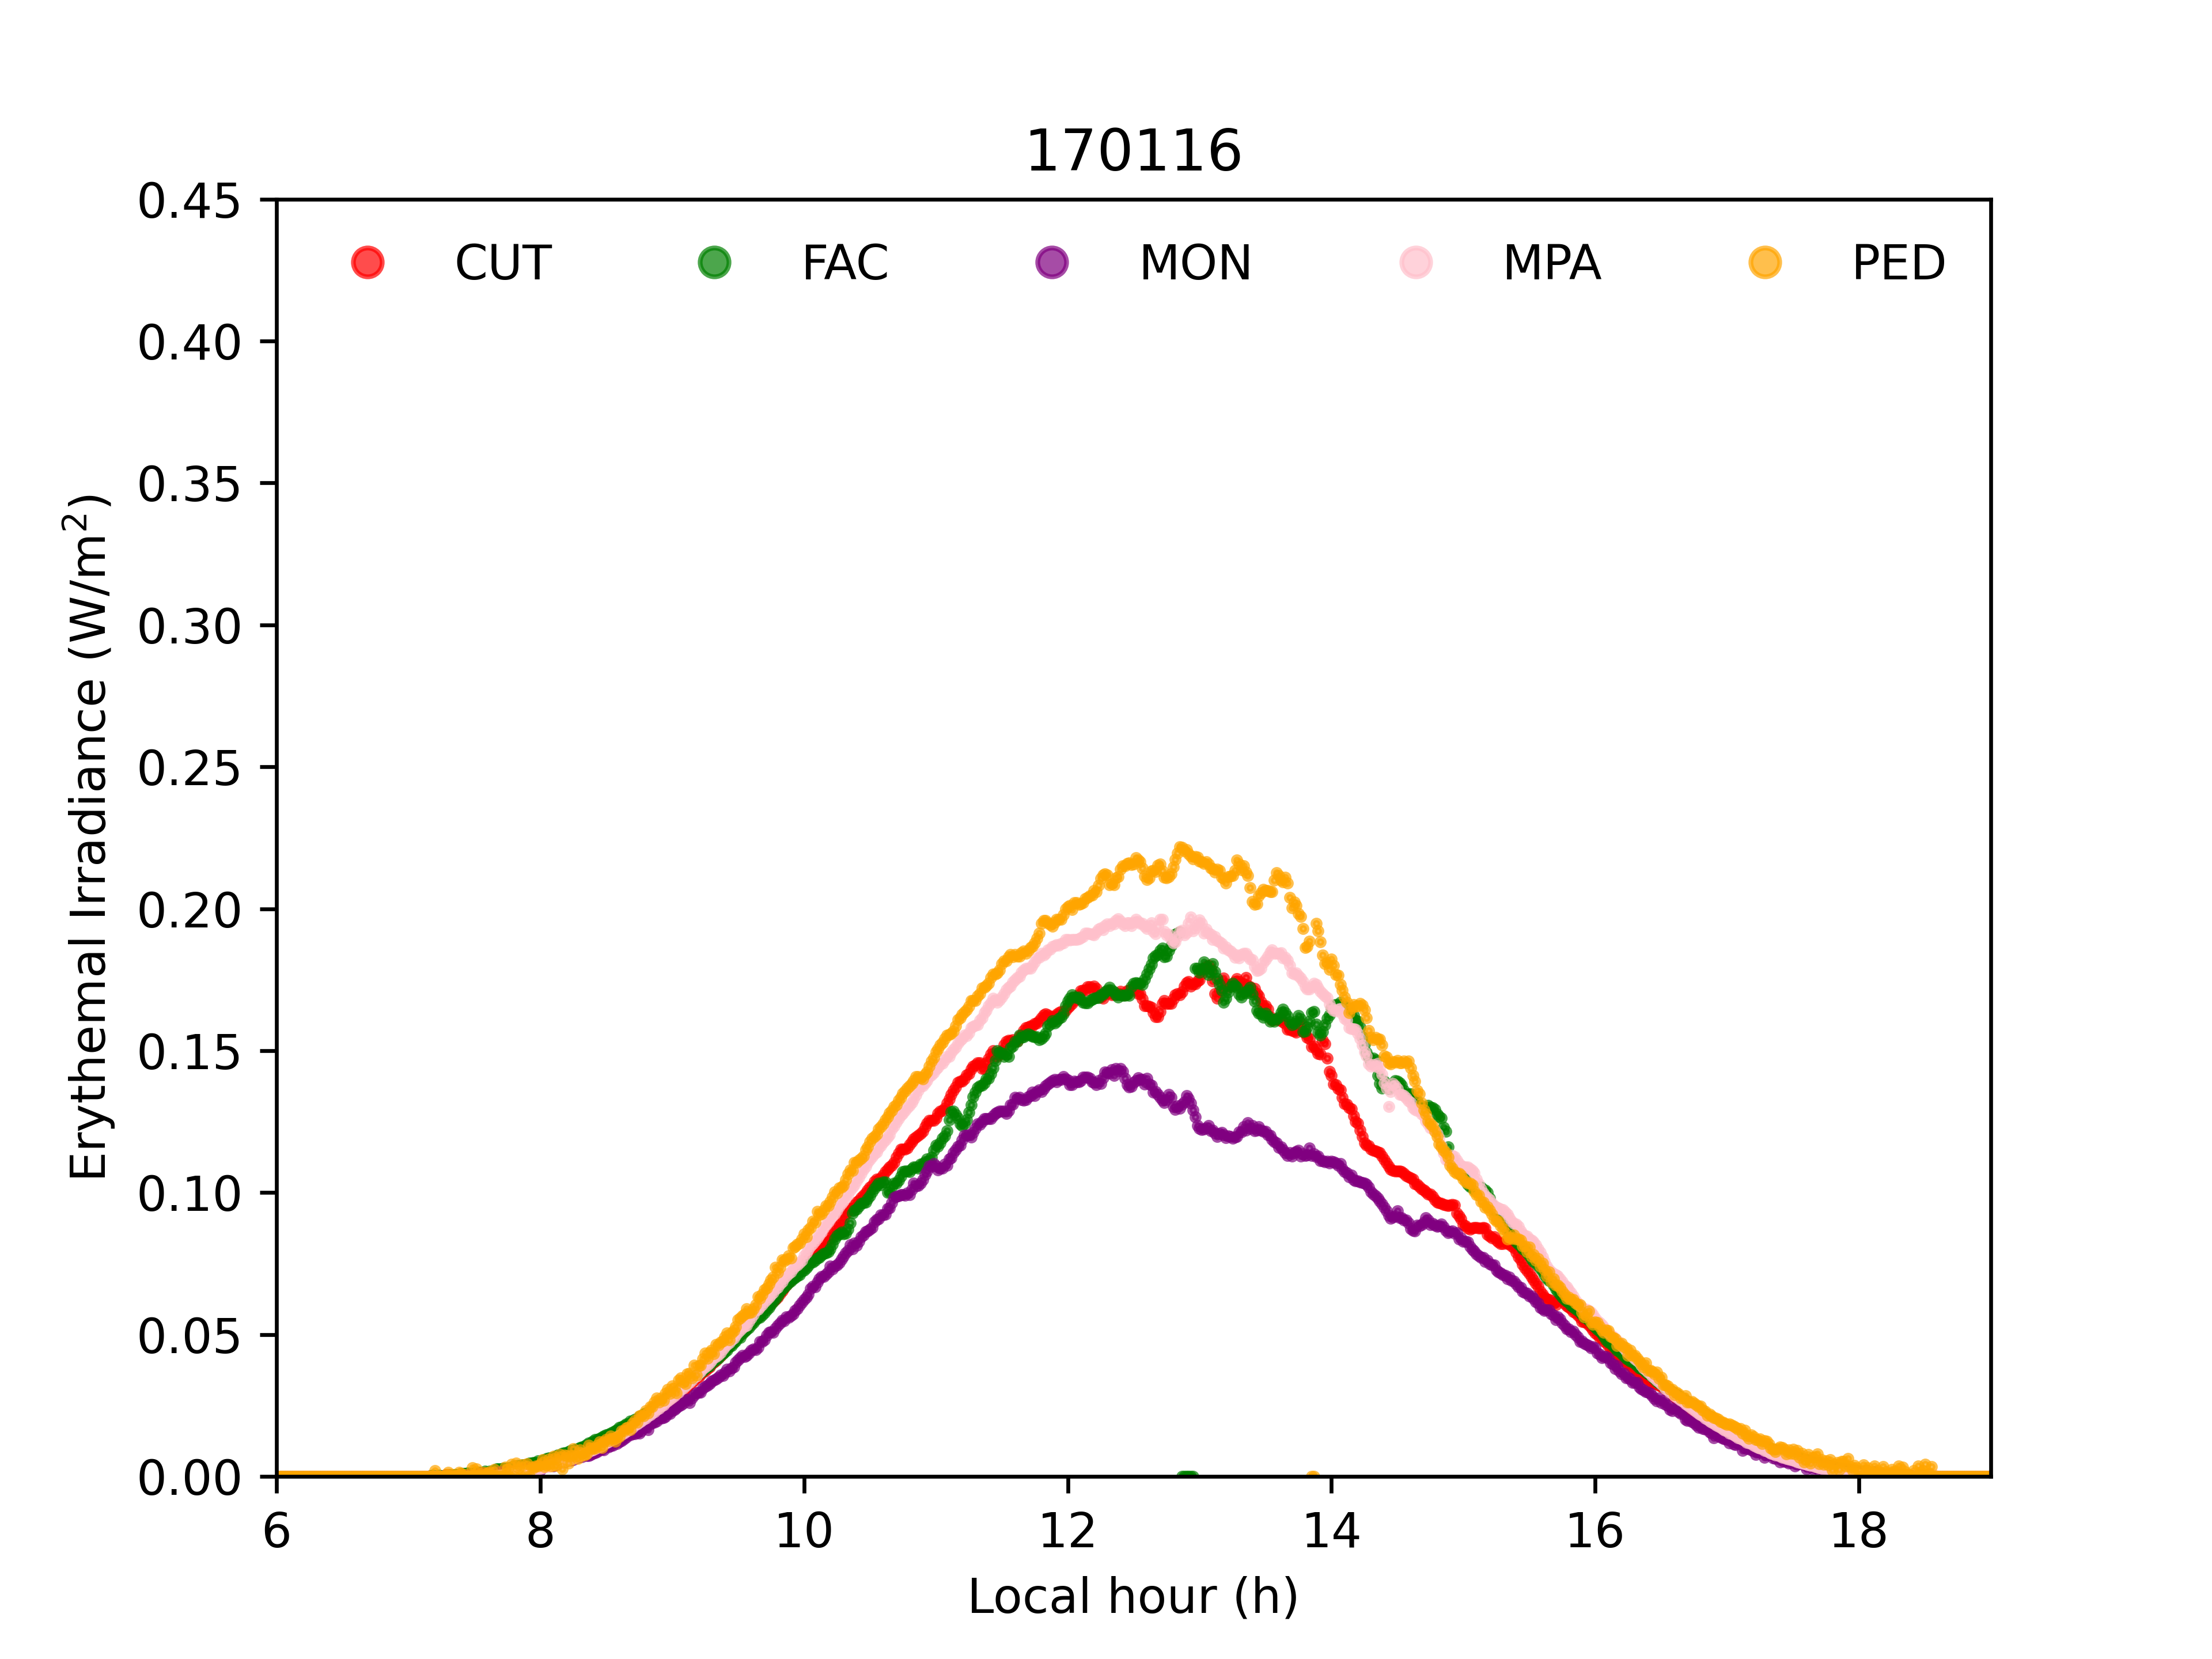 170116
CUT FAC MON MPA PED
0.45
0.40
0.35
0.30
0.25
0.20
0.15
0.10
0.05
0.00
Erythemal Irradiance (W/m²)
6 8 10 12 14 16 18
Local hour (h)